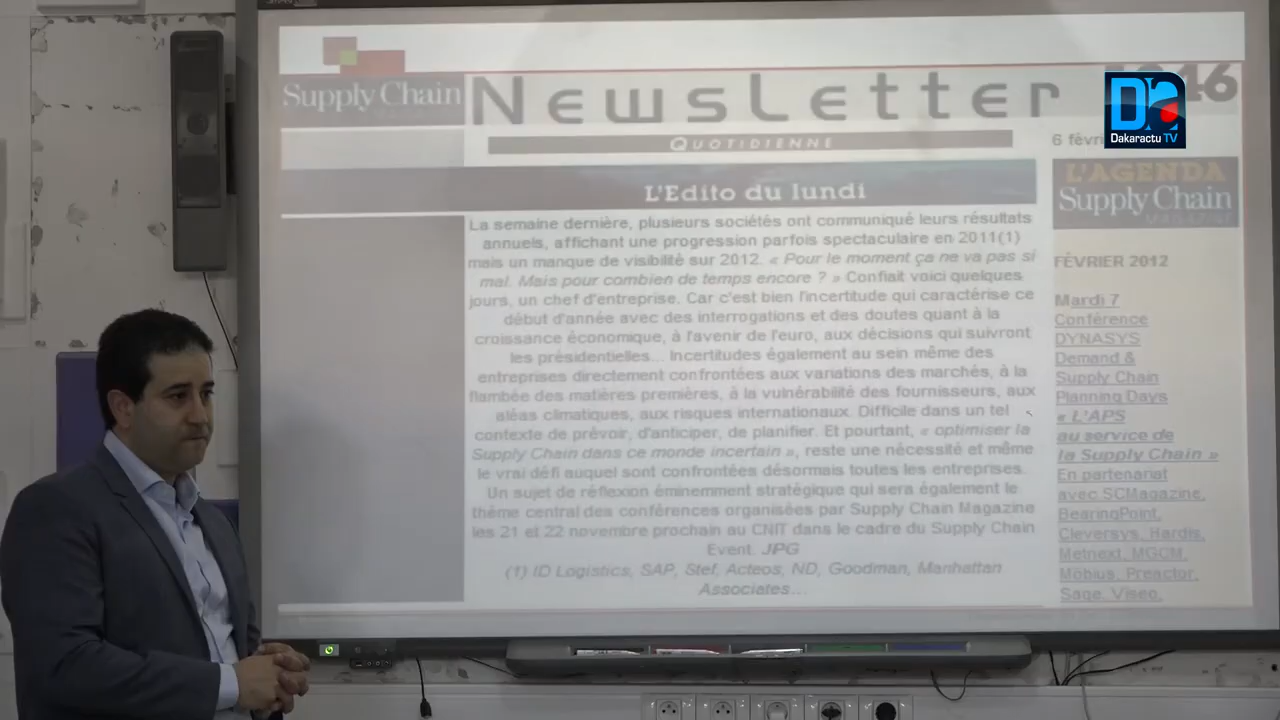 Supply Chain
NewsLetter
46
QUOTIDIENNE
6 févri
Dakaractu TV
L'Edito du lundi
La semaine dernière, plusieurs sociétés ont communiqué leurs résultats
annuels, affichant une progression parfois spectaculaire en 2011(1)
mais un manque de visibilité sur 2012. « Pour le moment ça ne va pas si
mal. Mais pour combien de temps encore ? » Confiait voici quelques
jours, un chef d'entreprise. Car c'est bien l'incertitude qui caractérise ce
début d'année avec des interrogations et des doutes quant à la
croissance économique, à l'avenir de l'euro, aux décisions qui suivront
les présidentielles... Incertitudes également au sein même des
entreprises directement confrontées aux variations des marchés, à la
flambée des matières premières, à la vulnérabilité des fournisseurs, aux
aléas climatiques, aux risques internationaux. Difficile dans un tel
contexte de prévoir, d'anticiper, de planifier. Et pourtant, « optimiser la
Supply Chain dans ce monde incertain », reste une nécessité et même
le vrai défi auquel sont confrontées désormais toutes les entreprises.
Un sujet de réflexion éminemment stratégique qui sera également le
thème central des conférences organisées par Supply Chain Magazine
les 21 et 22 novembre prochain au CNIT dans le cadre du Supply Chain
Event. JPG
(1) ID Logistics, SAP, Stef, Acteos, ND, Goodman, Manhattan
Associates...
L'AGENDA
Supply Chain
MAGAZINE
FÉVRIER 2012
Mardi 7
Conférence
DYNASYS
Demand &
Supply Chain
Planning Days
« L'APS
au service de
la Supply Chain »
En partenariat
avec SCMagazine,
BearingPoint,
Cleversys, Hardis,
Metnext, MGCM,
Möbius, Preactor,
Sage, Viseo,